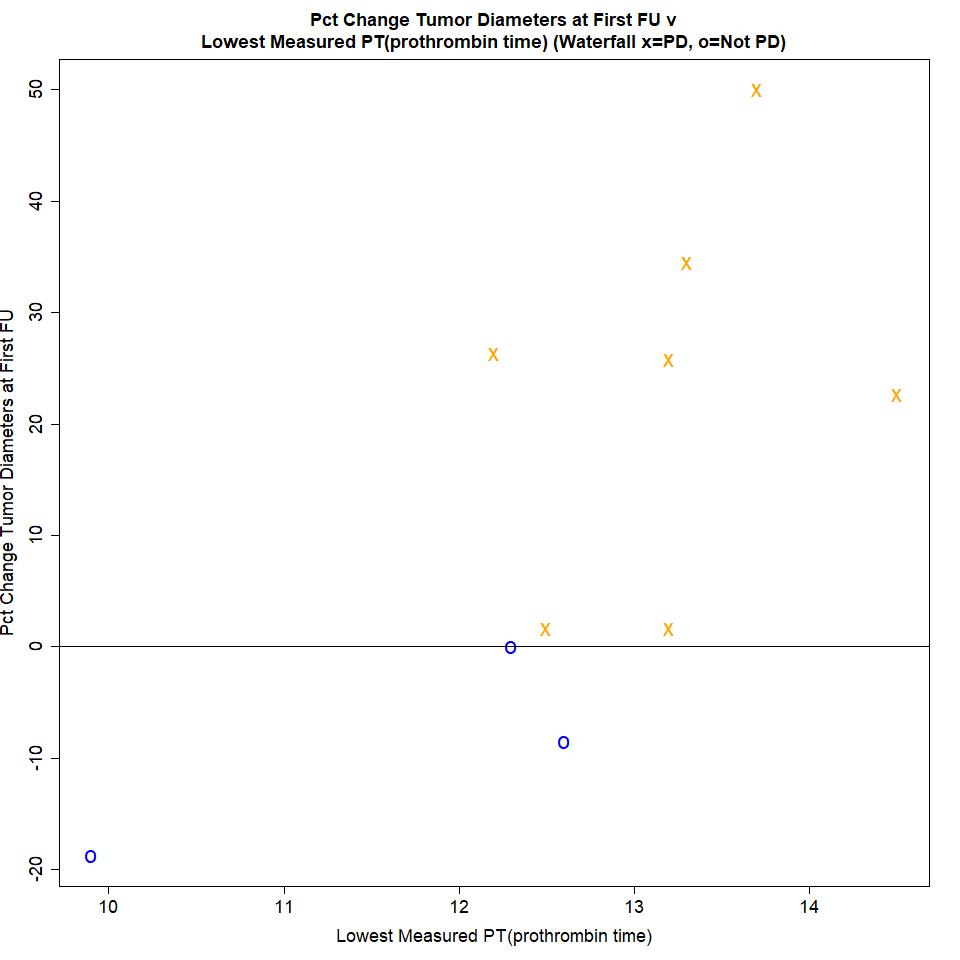 Pct Change Tumor Diameters at First FU v
Lowest Measured PT(prothrombin time) (Waterfall x=PD, o=Not PD)
Pct Change Tumor Diameters at First FU
50
40
30
20
10
0
-10
-20
X
X
X
X
X
X
X
O
O
O
10
11
12
13
14
Lowest Measured PT(prothrombin time)